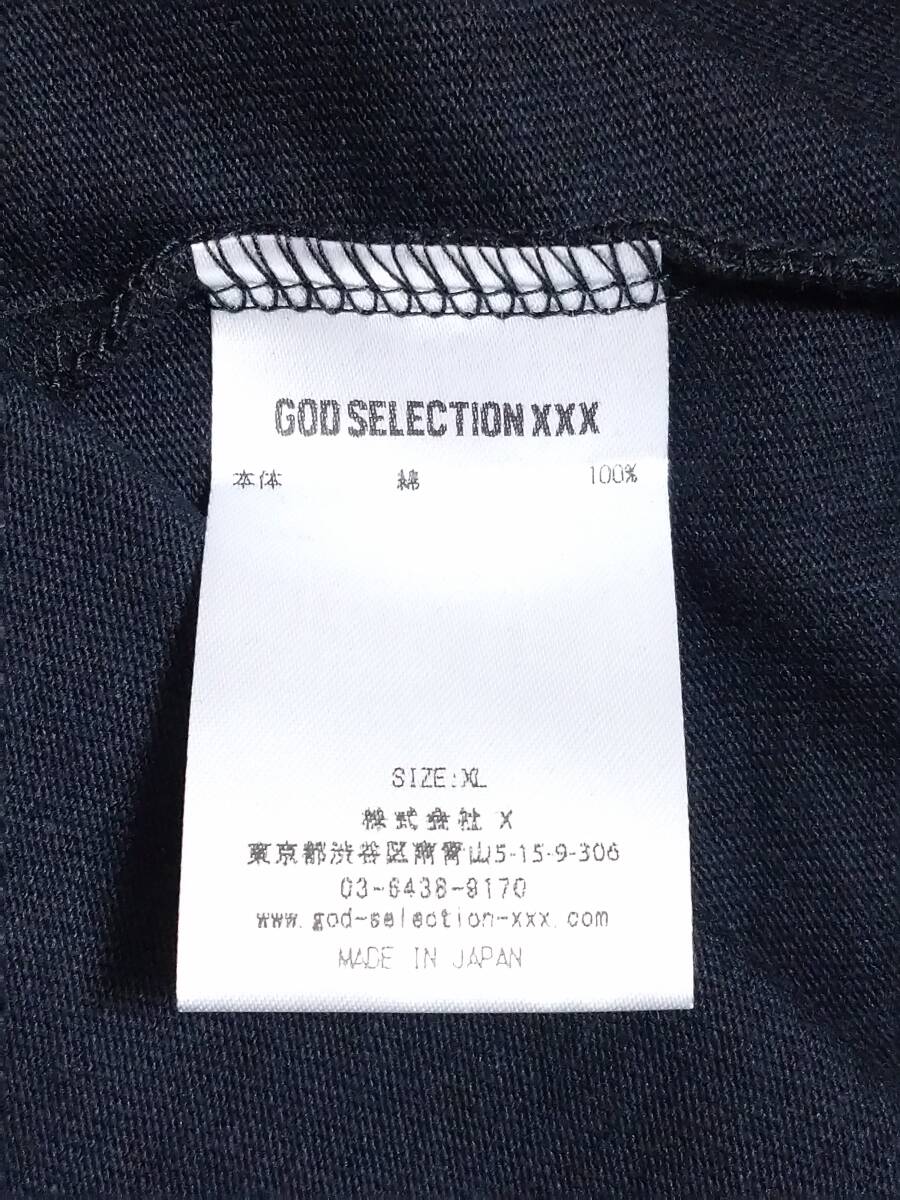 GOD SELECTION XXX
本体 綿 100%
SIZE:XL
株式会社 X
東京都渋谷区南青山5-15-9-306
03-6438-9170
www.god-selection-xxx.com
MADE IN JAPAN